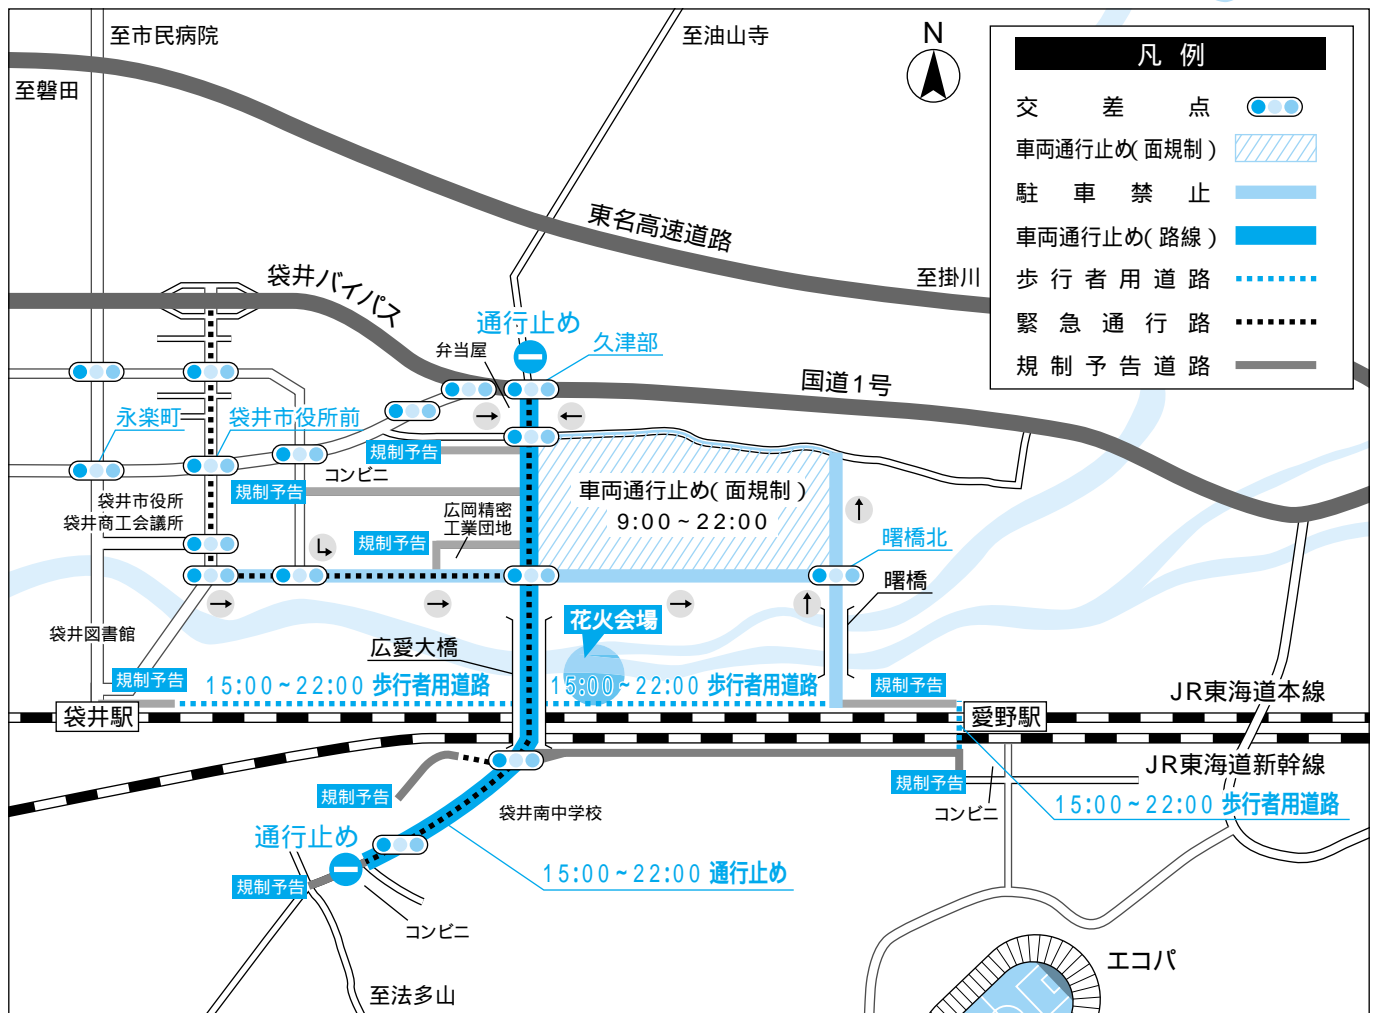 至市民病院
至油山寺
N
凡例
至磐田
交差点
車両通行止め(面規制)
駐車禁止
車両通行止め(路線)
歩行者用道路
緊急通行路
規制予告道路
東名高速道路
至掛川
袋井バイパス
通行止め
久津部
弁当屋
国道1号
永楽町
袋井市役所前
規制予告
コンビニ
規制予告
車両通行止め(面規制)
9:00~22:00
袋井市役所
袋井商工会議所
広岡精密
工業団地
規制予告
曙橋北
曙橋
花火会場
袋井図書館
広愛大橋
規制予告
15:00~22:00 歩行者用道路
15:00~22:00 歩行者用道路
規制予告
JR東海道本線
袋井駅
愛野駅
JR東海道新幹線
規制予告
規制予告
コンビニ
15:00~22:00 歩行者用道路
袋井南中学校
通行止め
15:00~22:00 通行止め
規制予告
コンビニ
エコパ
至法多山